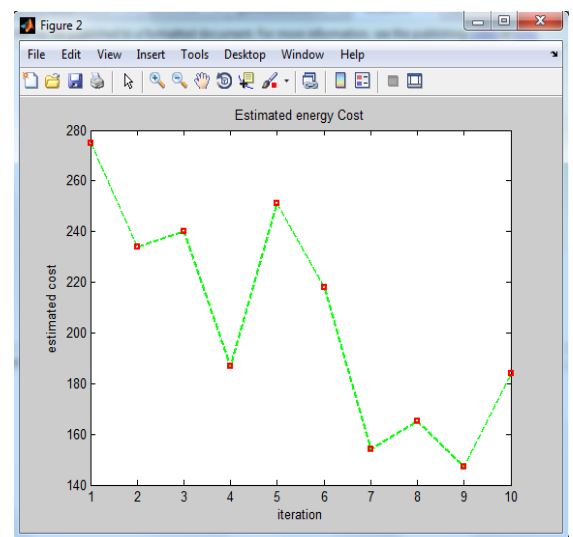 Figure 2
File Edit View Insert Tools Desktop Window Help
Estimated energy Cost
280
260
240
220
200
180
160
140
estimated cost
1 2 3 4 5 6 7 8 9 10
iteration